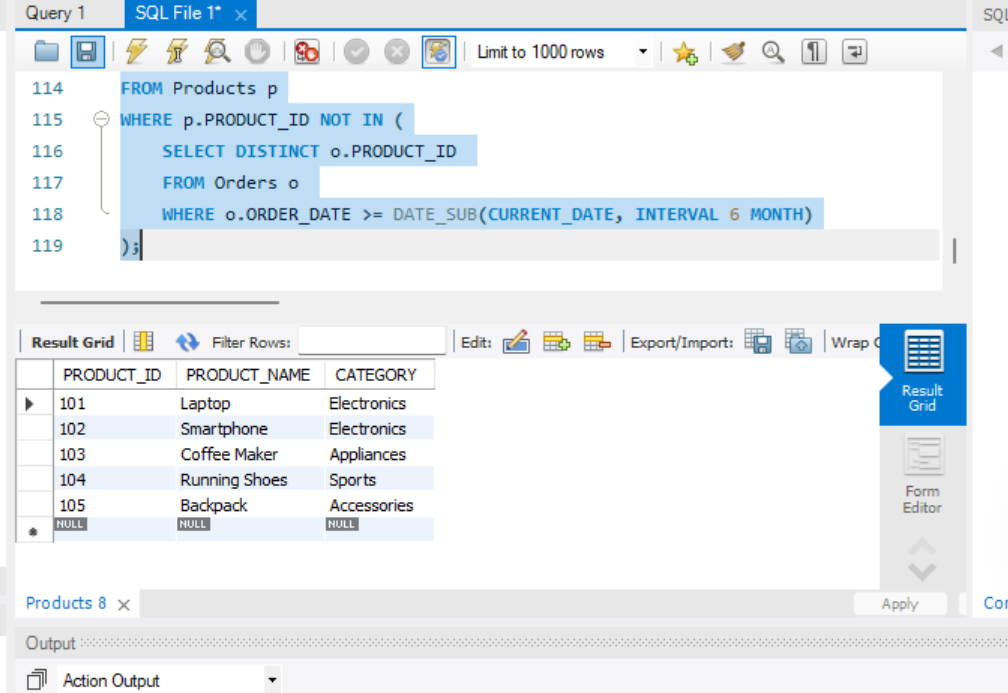 Query 1
SQL File 1*
SQL
Limit to 1000 rows
114 FROM Products p
115 WHERE p.PRODUCT_ID NOT IN (
116 SELECT DISTINCT o.PRODUCT_ID
117 FROM Orders o
118 WHERE o.ORDER_DATE >= DATE_SUB(CURRENT_DATE, INTERVAL 6 MONTH)
119 );
Result Grid
Filter Rows:
Edit:
Export/Import:
Wrap C
Result
Grid
PRODUCT_ID PRODUCT_NAME CATEGORY
101 Laptop Electronics
102 Smartphone Electronics
103 Coffee Maker Appliances
104 Running Shoes Sports
105 Backpack Accessories
NULL NULL NULL
Form
Editor
Products 8
Apply
Con
Output
Action Output